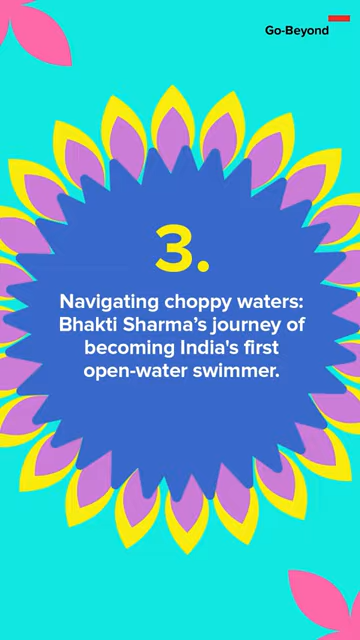 Go-Beyond
3.
Navigating choppy waters:
Bhakti Sharma’s journey of
becoming India's first
open-water swimmer.